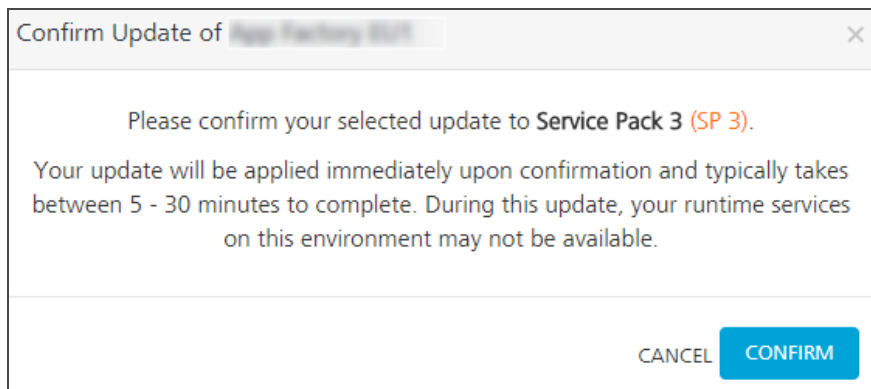 Confirm Update of
Please confirm your selected update to Service Pack 3 (SP 3).
Your update will be applied immediately upon confirmation and typically takes
between 5 - 30 minutes to complete. During this update, your runtime services
on this environment may not be available.
CANCEL
CONFIRM